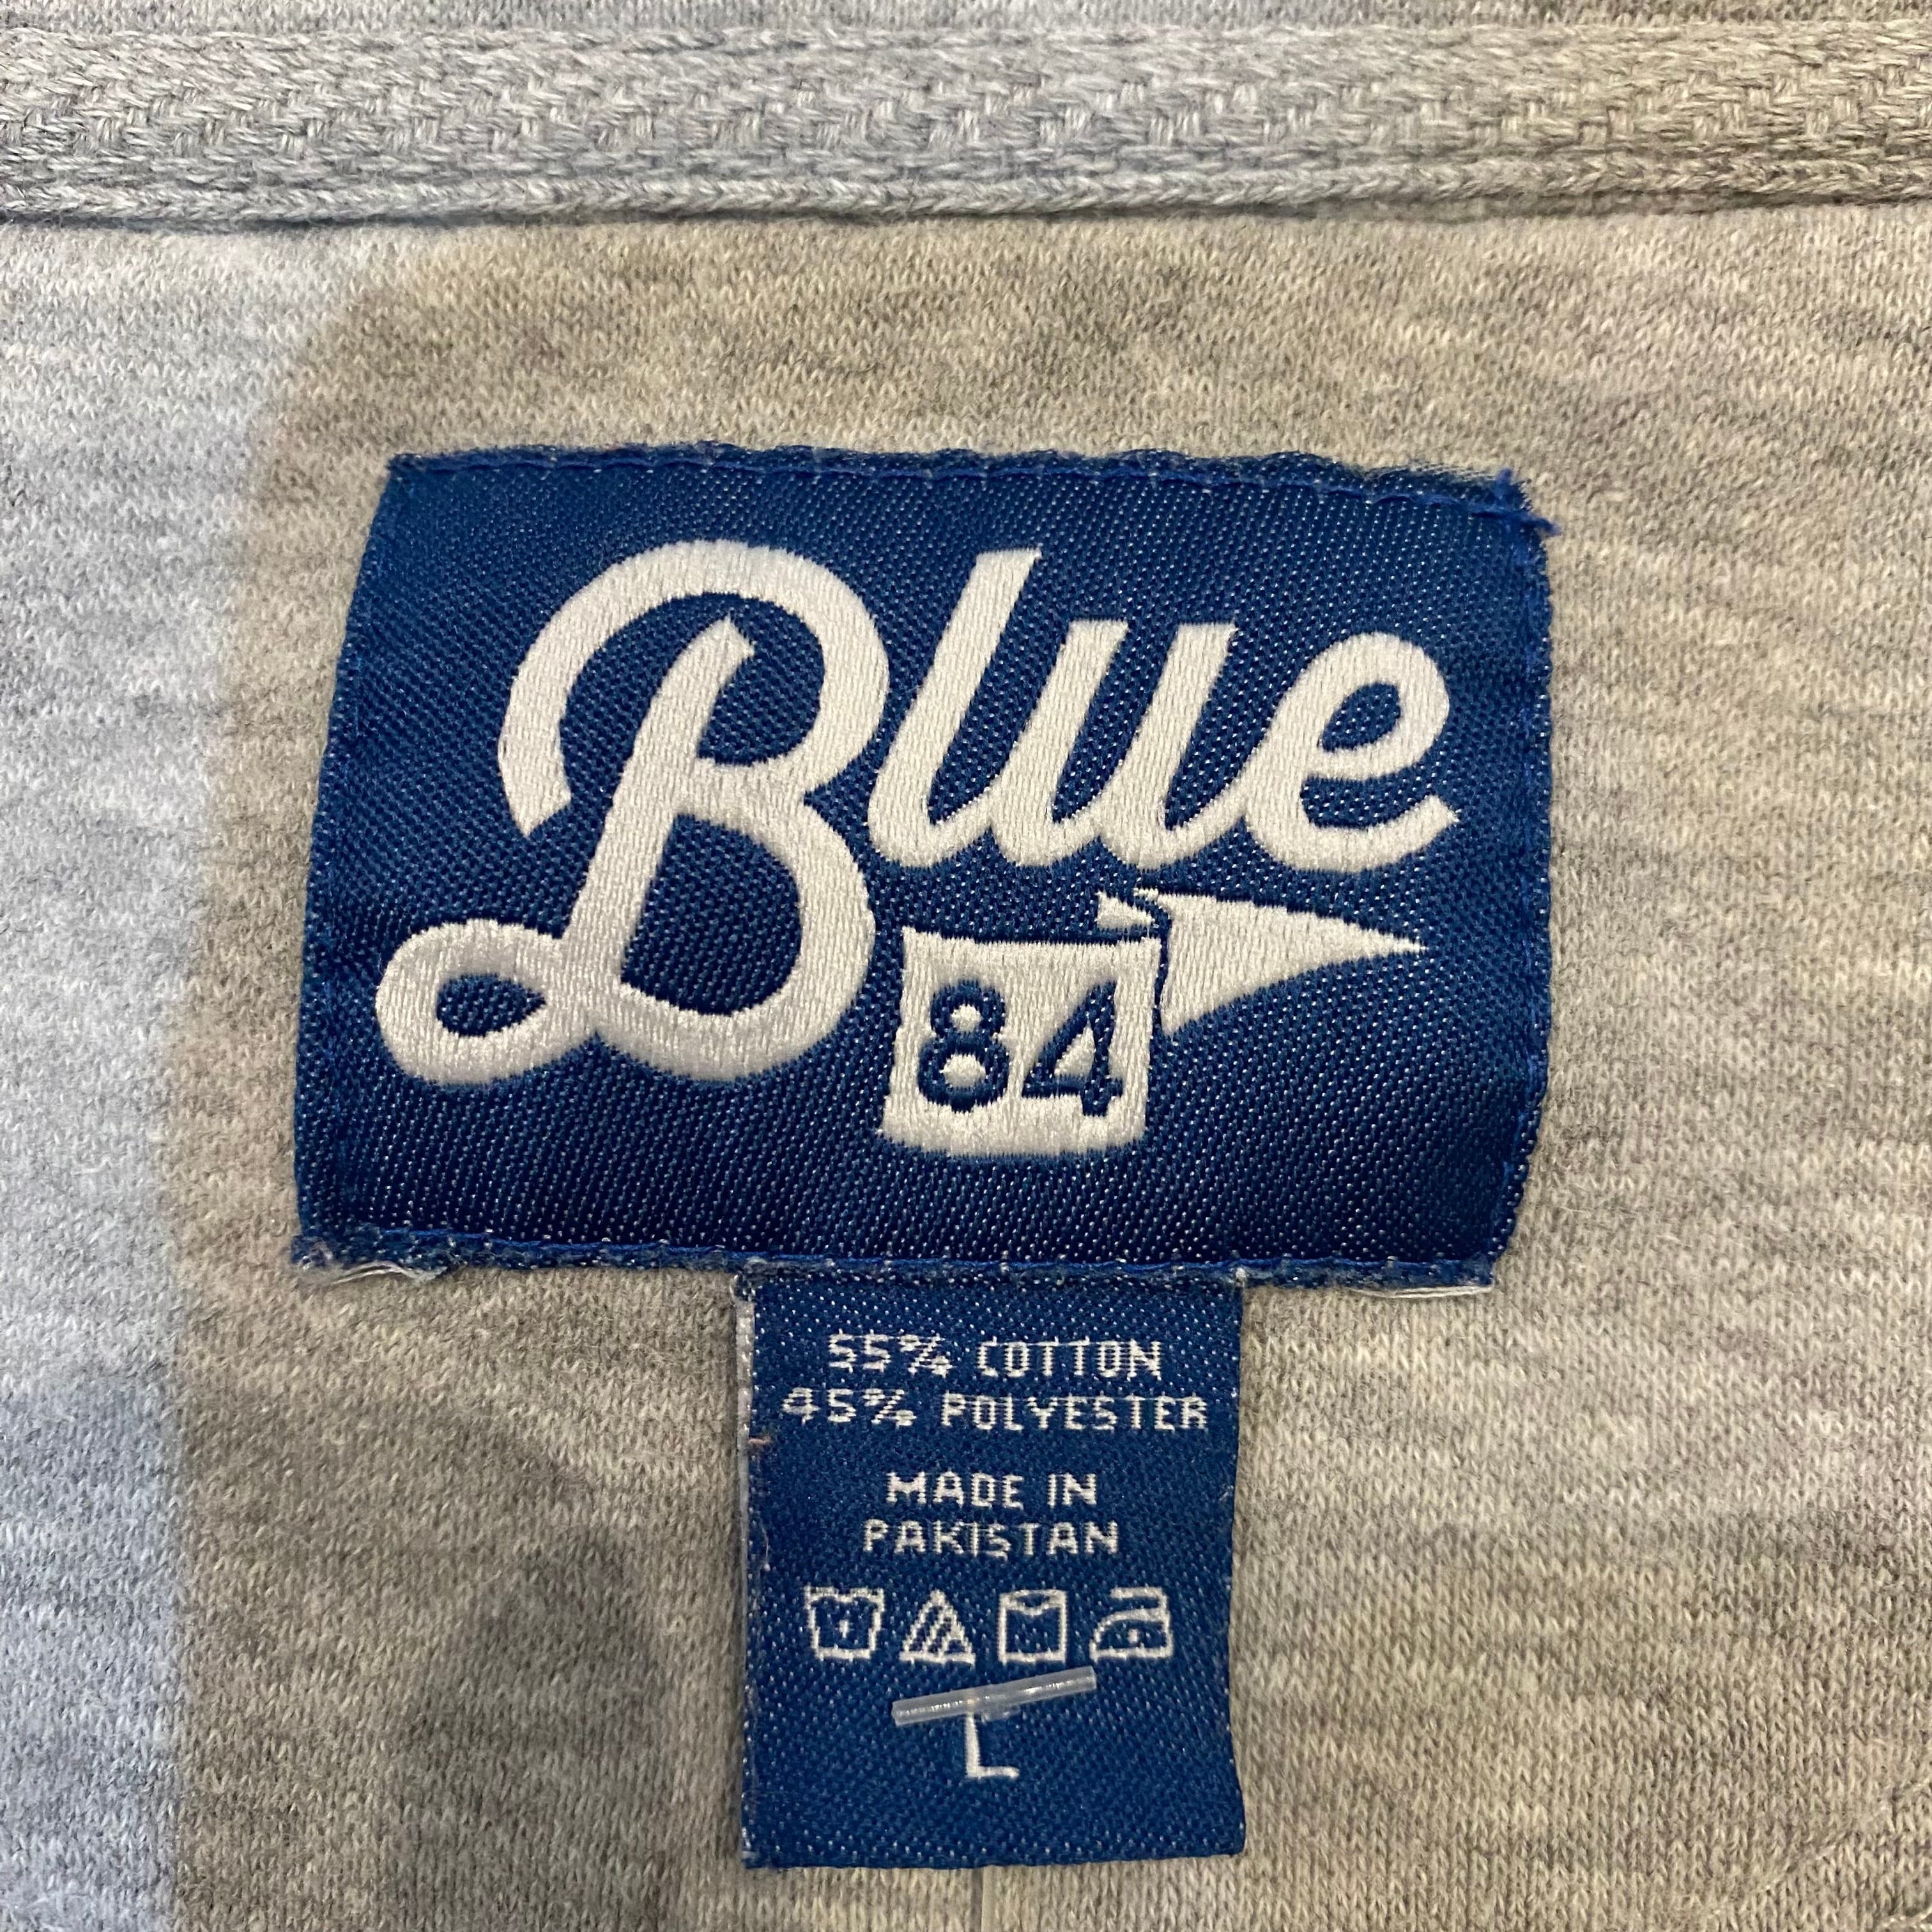 Blue
84
55% COTTON
45% POLYESTER
MADE IN
PAKISTAN
L